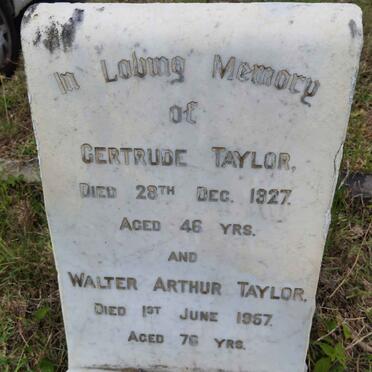 In Loving Memory
of
GERTRUDE TAYLOR,
DIED 28TH DEC. 1927.
AGED 46 YRS.
AND
WALTER ARTHUR TAYLOR,
DIED 1ST JUNE 1957.
AGED 76 YRS.